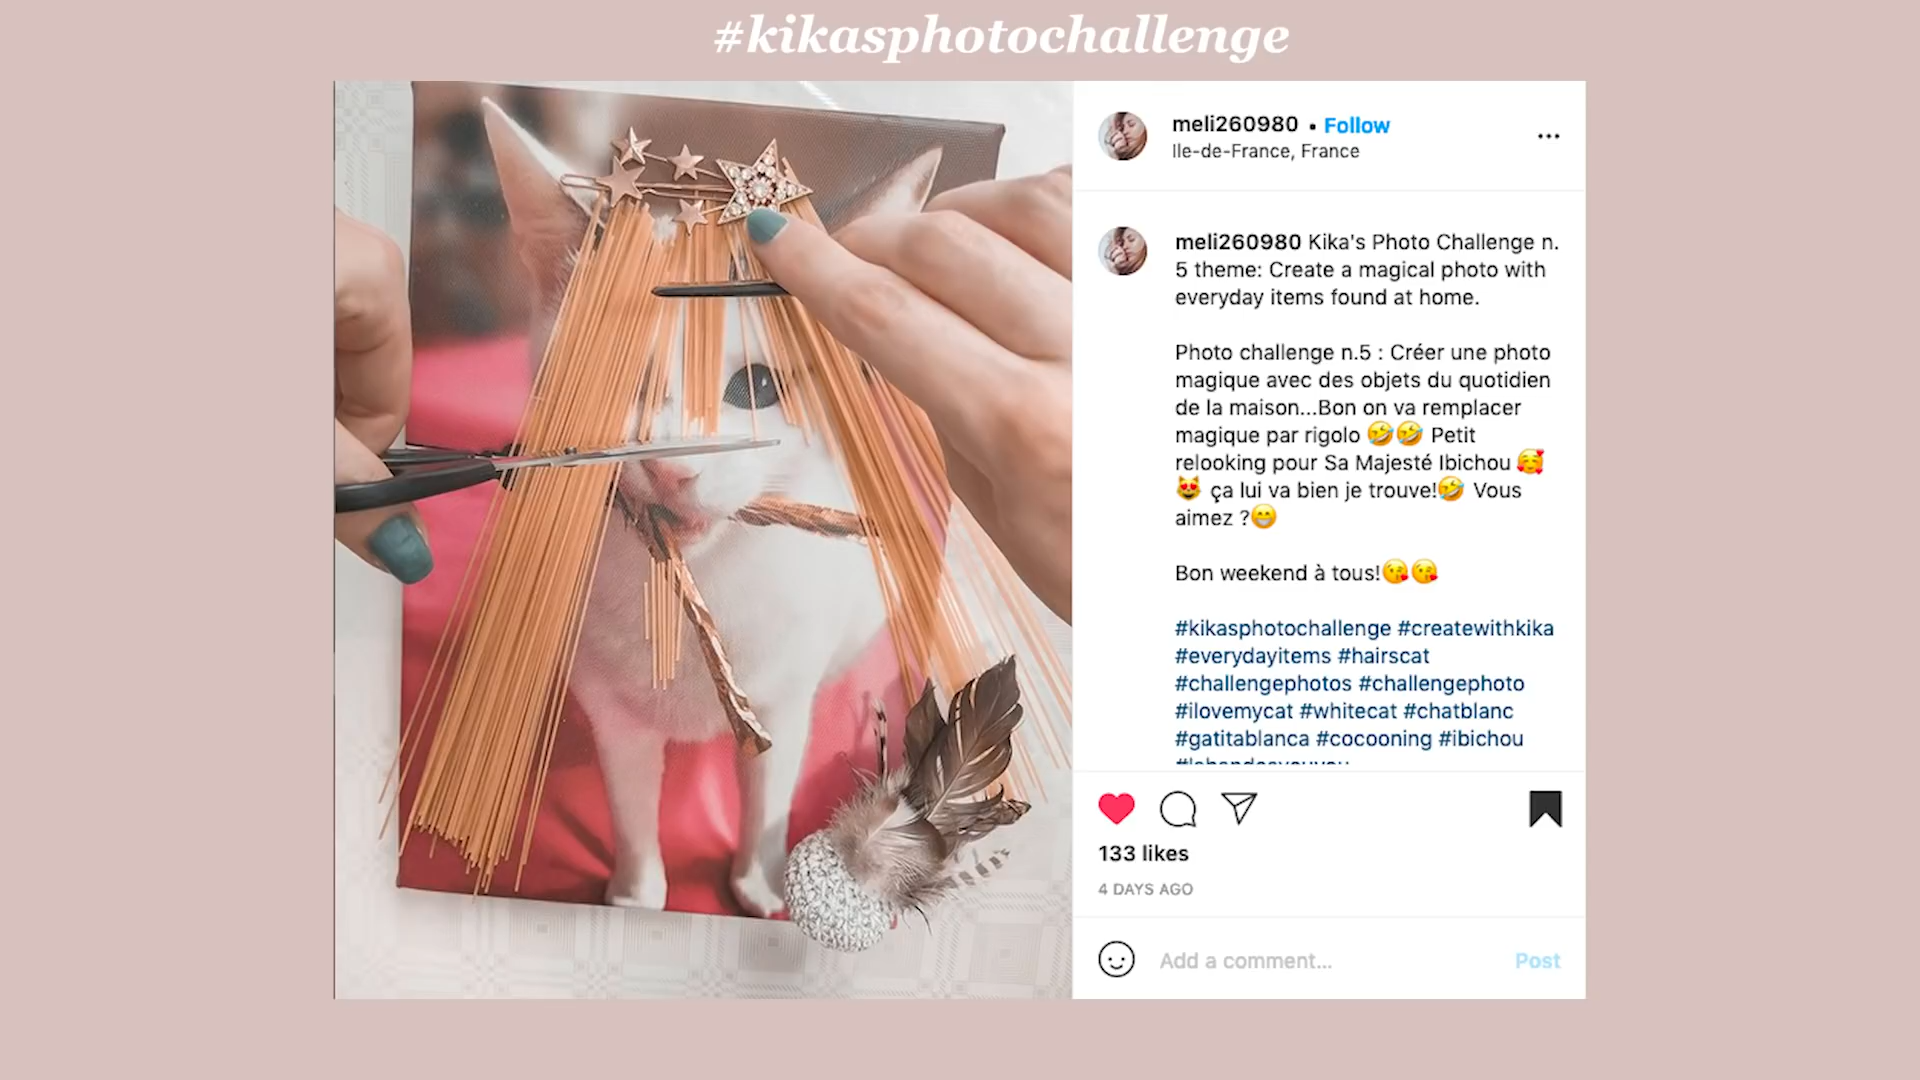 #kikasphotochallenge
meli260980 • Follow
Ile-de-France, France
meli260980 Kika's Photo Challenge n.
5 theme: Create a magical photo with
everyday items found at home.
Photo challenge n.5 : Créer une photo
magique avec des objets du quotidien
de la maison...Bon on va remplacer
magique par rigolo 🤣🤣 Petit
relooking pour Sa Majesté Ibichou 🥰
😻 ça lui va bien je trouve!🤣 Vous
aimez ?😁
Bon weekend à tous!😘😘
#kikasphotochallenge #createwithkika
#everydayitems #hairscat
#challengephotos #challengephoto
#ilovemycat #whitecat #chatblanc
#gatitablanca #cocooning #ibichou
133 likes
4 DAYS AGO
Add a comment...
Post